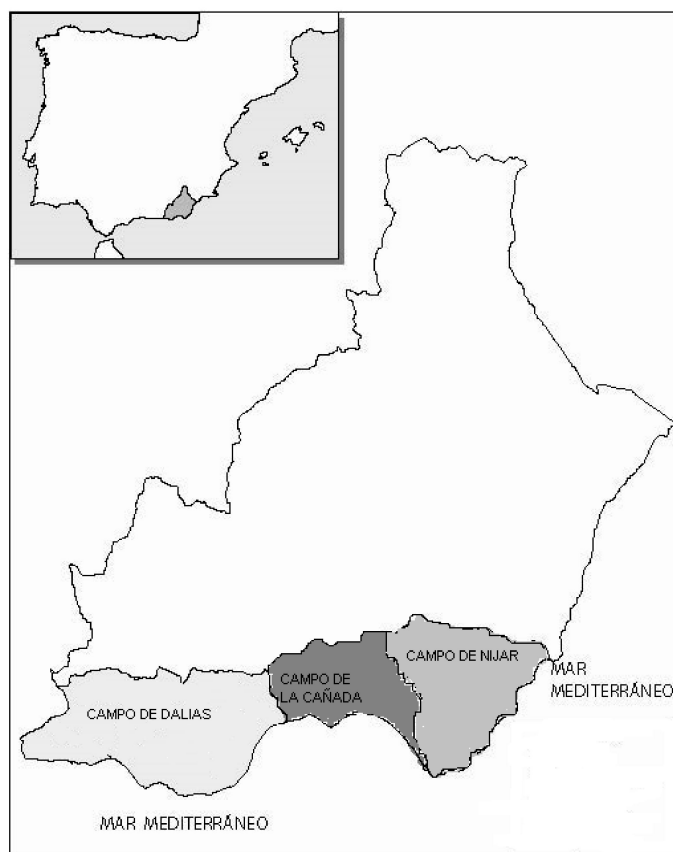 CAMPO DE NIJAR
MAR
MEDITERRÁNEO
CAMPO DE
LA CAÑADA
CAMPO DE DALIAS
MAR MEDITERRÁNEO